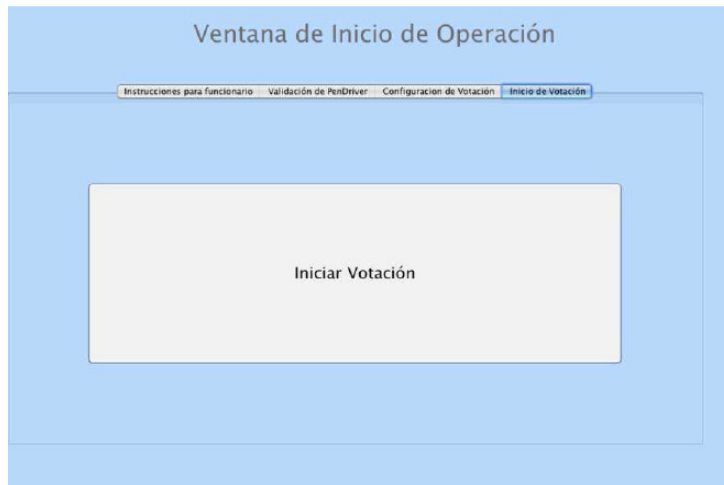 Ventana de Inicio de Operación
Instrucciones para funcionario Validación de PenDriver Configuracion de Votación Inicio de Votación
Iniciar Votación